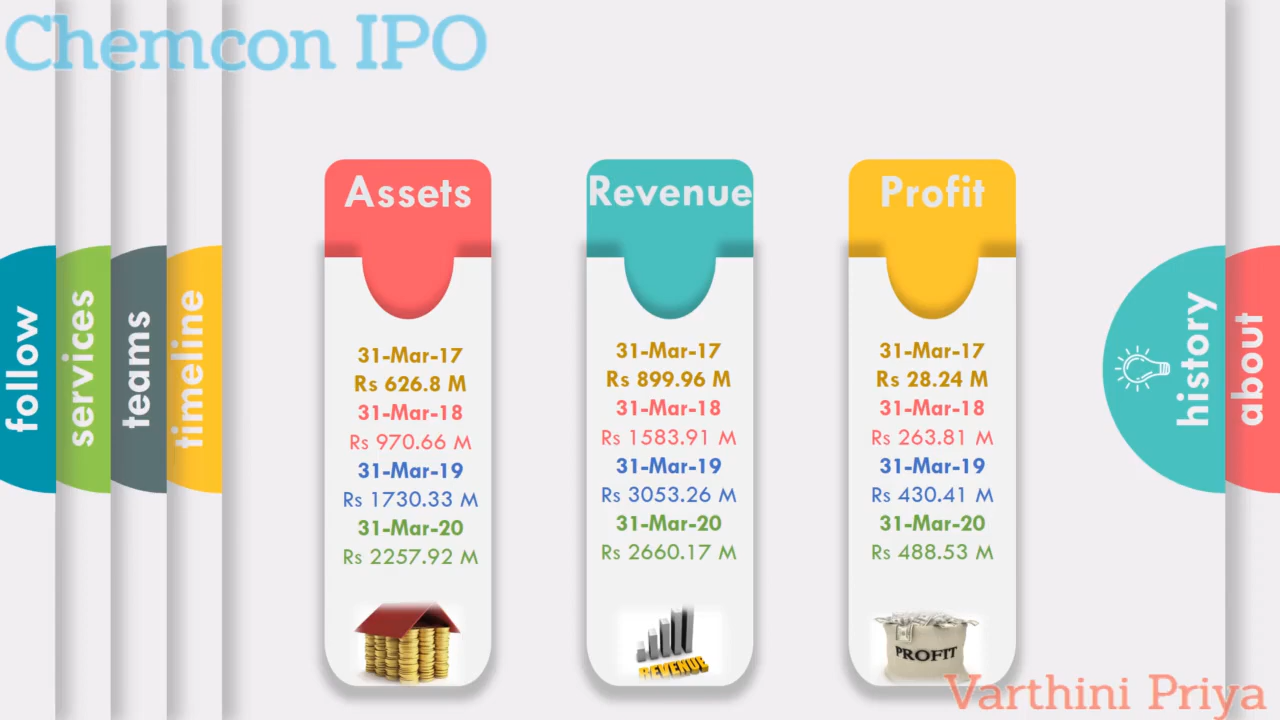 Chemcon IPO
follow
services
teams
timeline
Assets
31-Mar-17
Rs 626.8 M
31-Mar-18
Rs 970.66 M
31-Mar-19
Rs 1730.33 M
31-Mar-20
Rs 2257.92 M
Revenue
31-Mar-17
Rs 899.96 M
31-Mar-18
Rs 1583.91 M
31-Mar-19
Rs 3053.26 M
31-Mar-20
Rs 2660.17 M
REVENUE
Profit
31-Mar-17
Rs 28.24 M
31-Mar-18
Rs 263.81 M
31-Mar-19
Rs 430.41 M
31-Mar-20
Rs 488.53 M
PROFIT
history
about
Varthini Priya